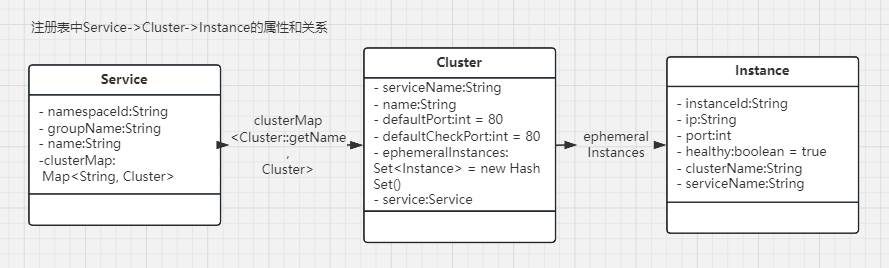 注册表中Service->Cluster->Instance的属性和关系
Service
- namespaceId:String
- groupName:String
- name:String
-clusterMap:
Map<String, Cluster>
clusterMap
<Cluster::getName
,
Cluster>
Cluster
- serviceName:String
- name:String
- defaultPort:int = 80
- defaultCheckPort:int = 80
- ephemeralInstances:
Set<Instance> = new Hash
Set()
- service:Service
ephemeral
Instances
Instance
- instanceId:String
- ip:String
- port:int
- healthy:boolean = true
- clusterName:String
- serviceName:String